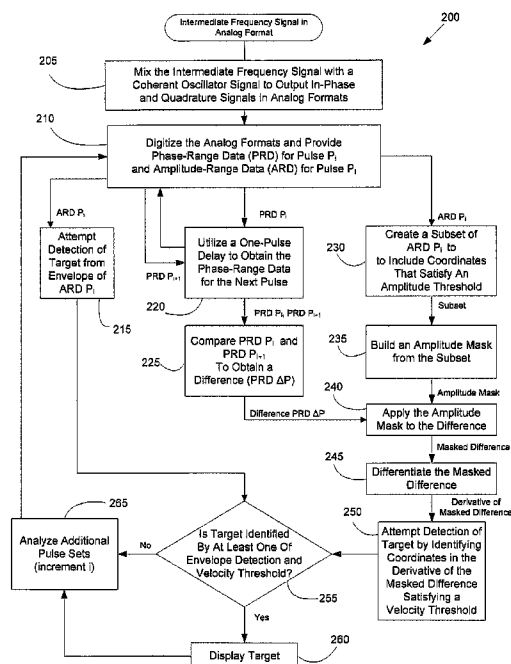 Intermediate Frequency Signal in
Analog Format
200
205
Mix the Intermediate Frequency Signal with a
Coherent Oscillator Signal to Output In-Phase
and Quadrature Signals in Analog Formats
210
Digitize the Analog Formats and Provide
Phase-Range Data (PRD) for Pulse Pi
and Amplitude-Range Data (ARD) for Pulse Pi
ARD Pi
PRD Pi
ARD Pi
Attempt
Detection of
Target from
Envelope of
ARD Pi
215
PRD Pi+1
Utilize a One-Pulse
Delay to Obtain the
Phase-Range Data
for the Next Pulse
220
230
Create a Subset of
ARD Pi to
to Include Coordinates
That Satisfy An
Amplitude Threshold
Subset
PRD Pi, PRD Pi+1
225
Compare PRD Pi and
PRD Pi+1
To Obtain a
Difference (PRD ΔP)
235
Build an Amplitude Mask
from the Subset
Amplitude Mask
240
Difference PRD ΔP
Apply the Amplitude
Mask to the Difference
Masked Difference
245
Differentiate the Masked
Difference
Derivative of
Masked Difference
250
Attempt Detection of
Target by Identifying
Coordinates in the
Derivative of the
Masked Difference
Satisfying a
Velocity Threshold
265
Analyze Additional
Pulse Sets
(increment i)
No
Is Target Identified
By At Least One Of
Envelope Detection and
Velocity Threshold?
255
Yes
260
Display Target